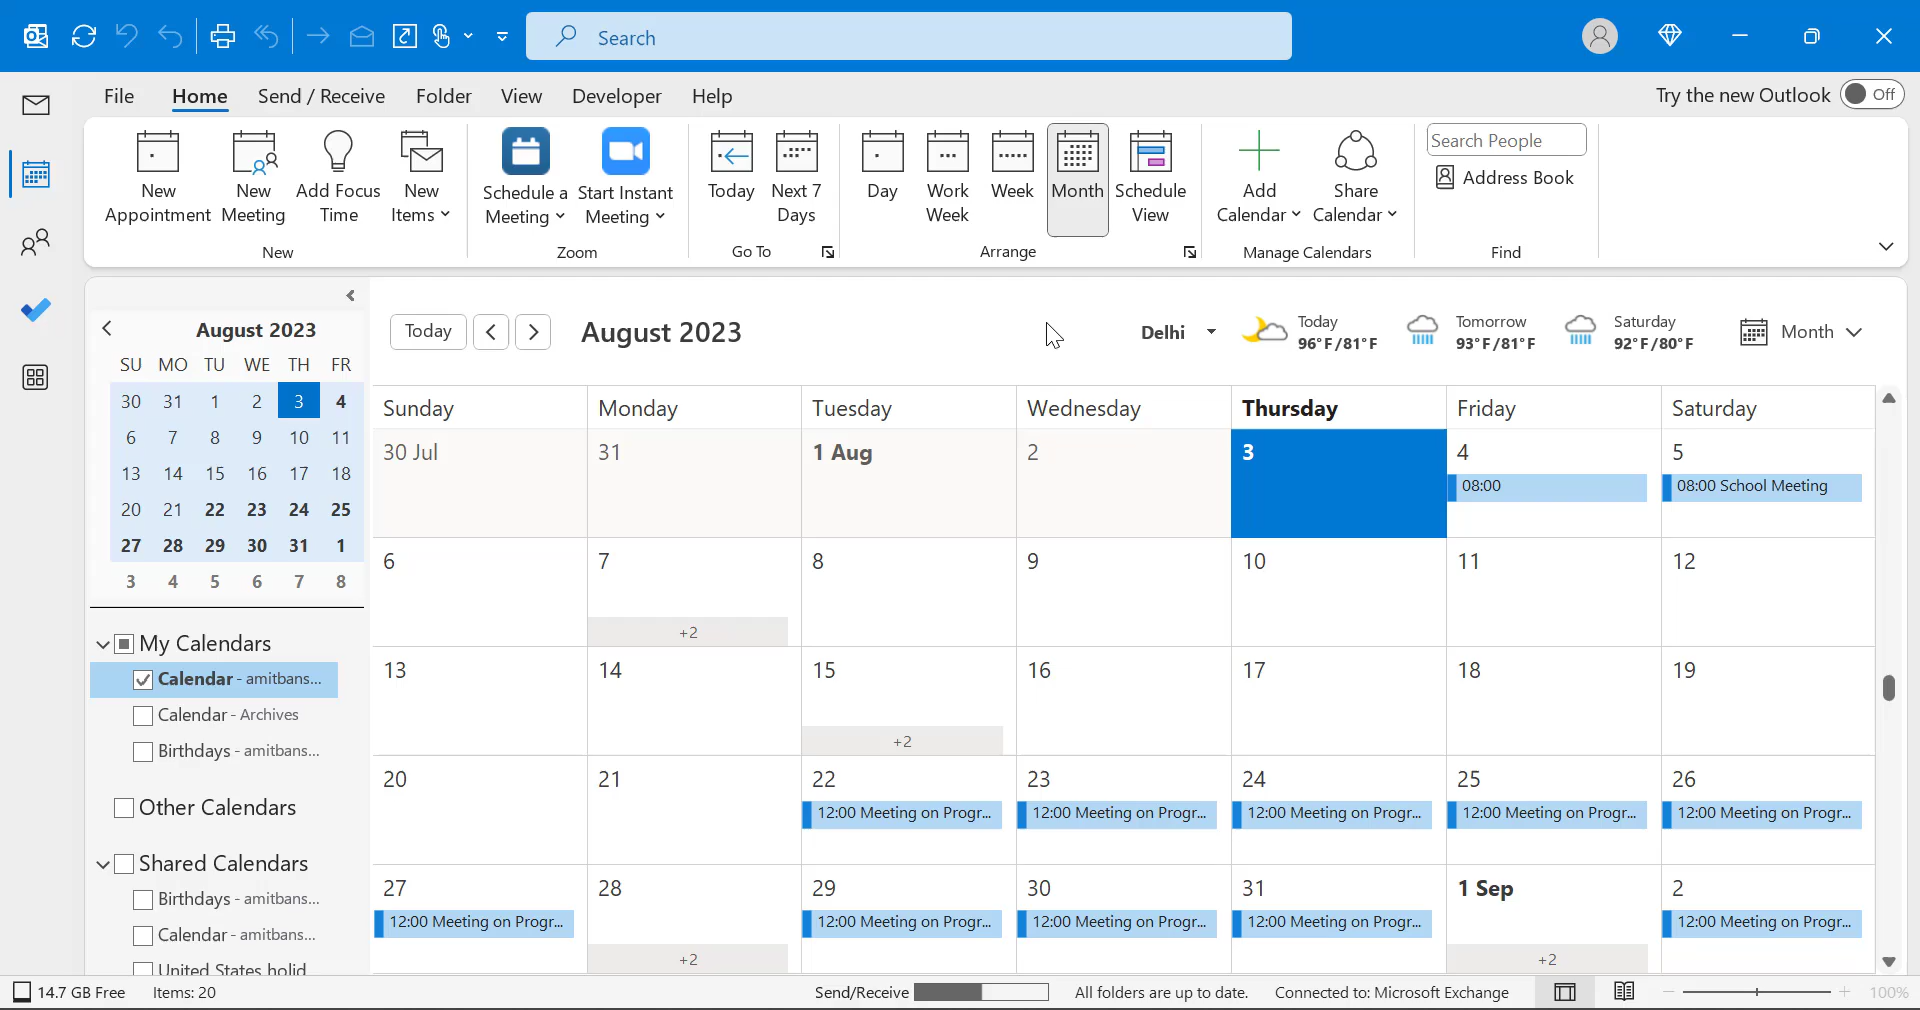 Search
File Home Send / Receive Folder View Developer Help
Try the new Outlook Off
New Appointment
New Meeting
Add Focus Time
New Items
New
Schedule a Meeting
Start Instant Meeting
Zoom
Today
Next 7 Days
Go To
Day
Work Week
Week
Month
Schedule View
Arrange
Add Calendar
Share Calendar
Manage Calendars
Search People
Address Book
Find
August 2023
SU MO TU WE TH FR
30 31 1 2 3 4
6 7 8 9 10 11
13 14 15 16 17 18
20 21 22 23 24 25
27 28 29 30 31 1
3 4 5 6 7 8
My Calendars
Calendar - amitbans...
Calendar - Archives
Birthdays - amitbans...
Other Calendars
Shared Calendars
Birthdays - amitbans...
Calendar - amitbans...
United States holid
Today August 2023
Delhi
Today 96°F/81°F
Tomorrow 93°F/81°F
Saturday 92°F/80°F
Month
Sunday Monday Tuesday Wednesday Thursday Friday Saturday
30 Jul 31 1 Aug 2 3 4 5
08:00 08:00 School Meeting
6 7 8 9 10 11 12
+2
13 14 15 16 17 18 19
+2
20 21 22 23 24 25 26
12:00 Meeting on Progr... 12:00 Meeting on Progr... 12:00 Meeting on Progr... 12:00 Meeting on Progr... 12:00 Meeting on Progr...
27 28 29 30 31 1 Sep 2
12:00 Meeting on Progr... 12:00 Meeting on Progr... 12:00 Meeting on Progr... 12:00 Meeting on Progr... 12:00 Meeting on Progr...
+2 +2
14.7 GB Free Items: 20 Send/Receive All folders are up to date. Connected to: Microsoft Exchange 100%